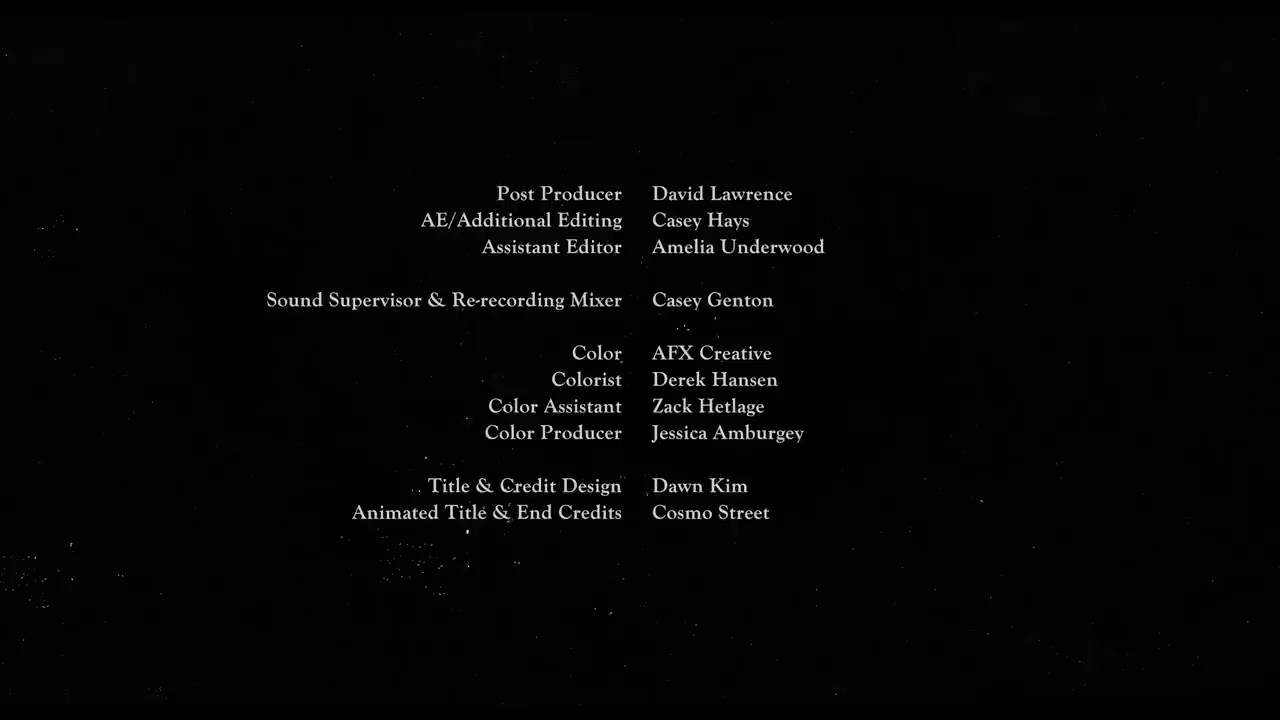 Post Producer David Lawrence
AE/Additional Editing Casey Hays
Assistant Editor Amelia Underwood
Sound Supervisor & Re-recording Mixer Casey Genton
Color AFX Creative
Colorist Derek Hansen
Color Assistant Zack Hetlage
Color Producer Jessica Amburgey
Title & Credit Design Dawn Kim
Animated Title & End Credits Cosmo Street